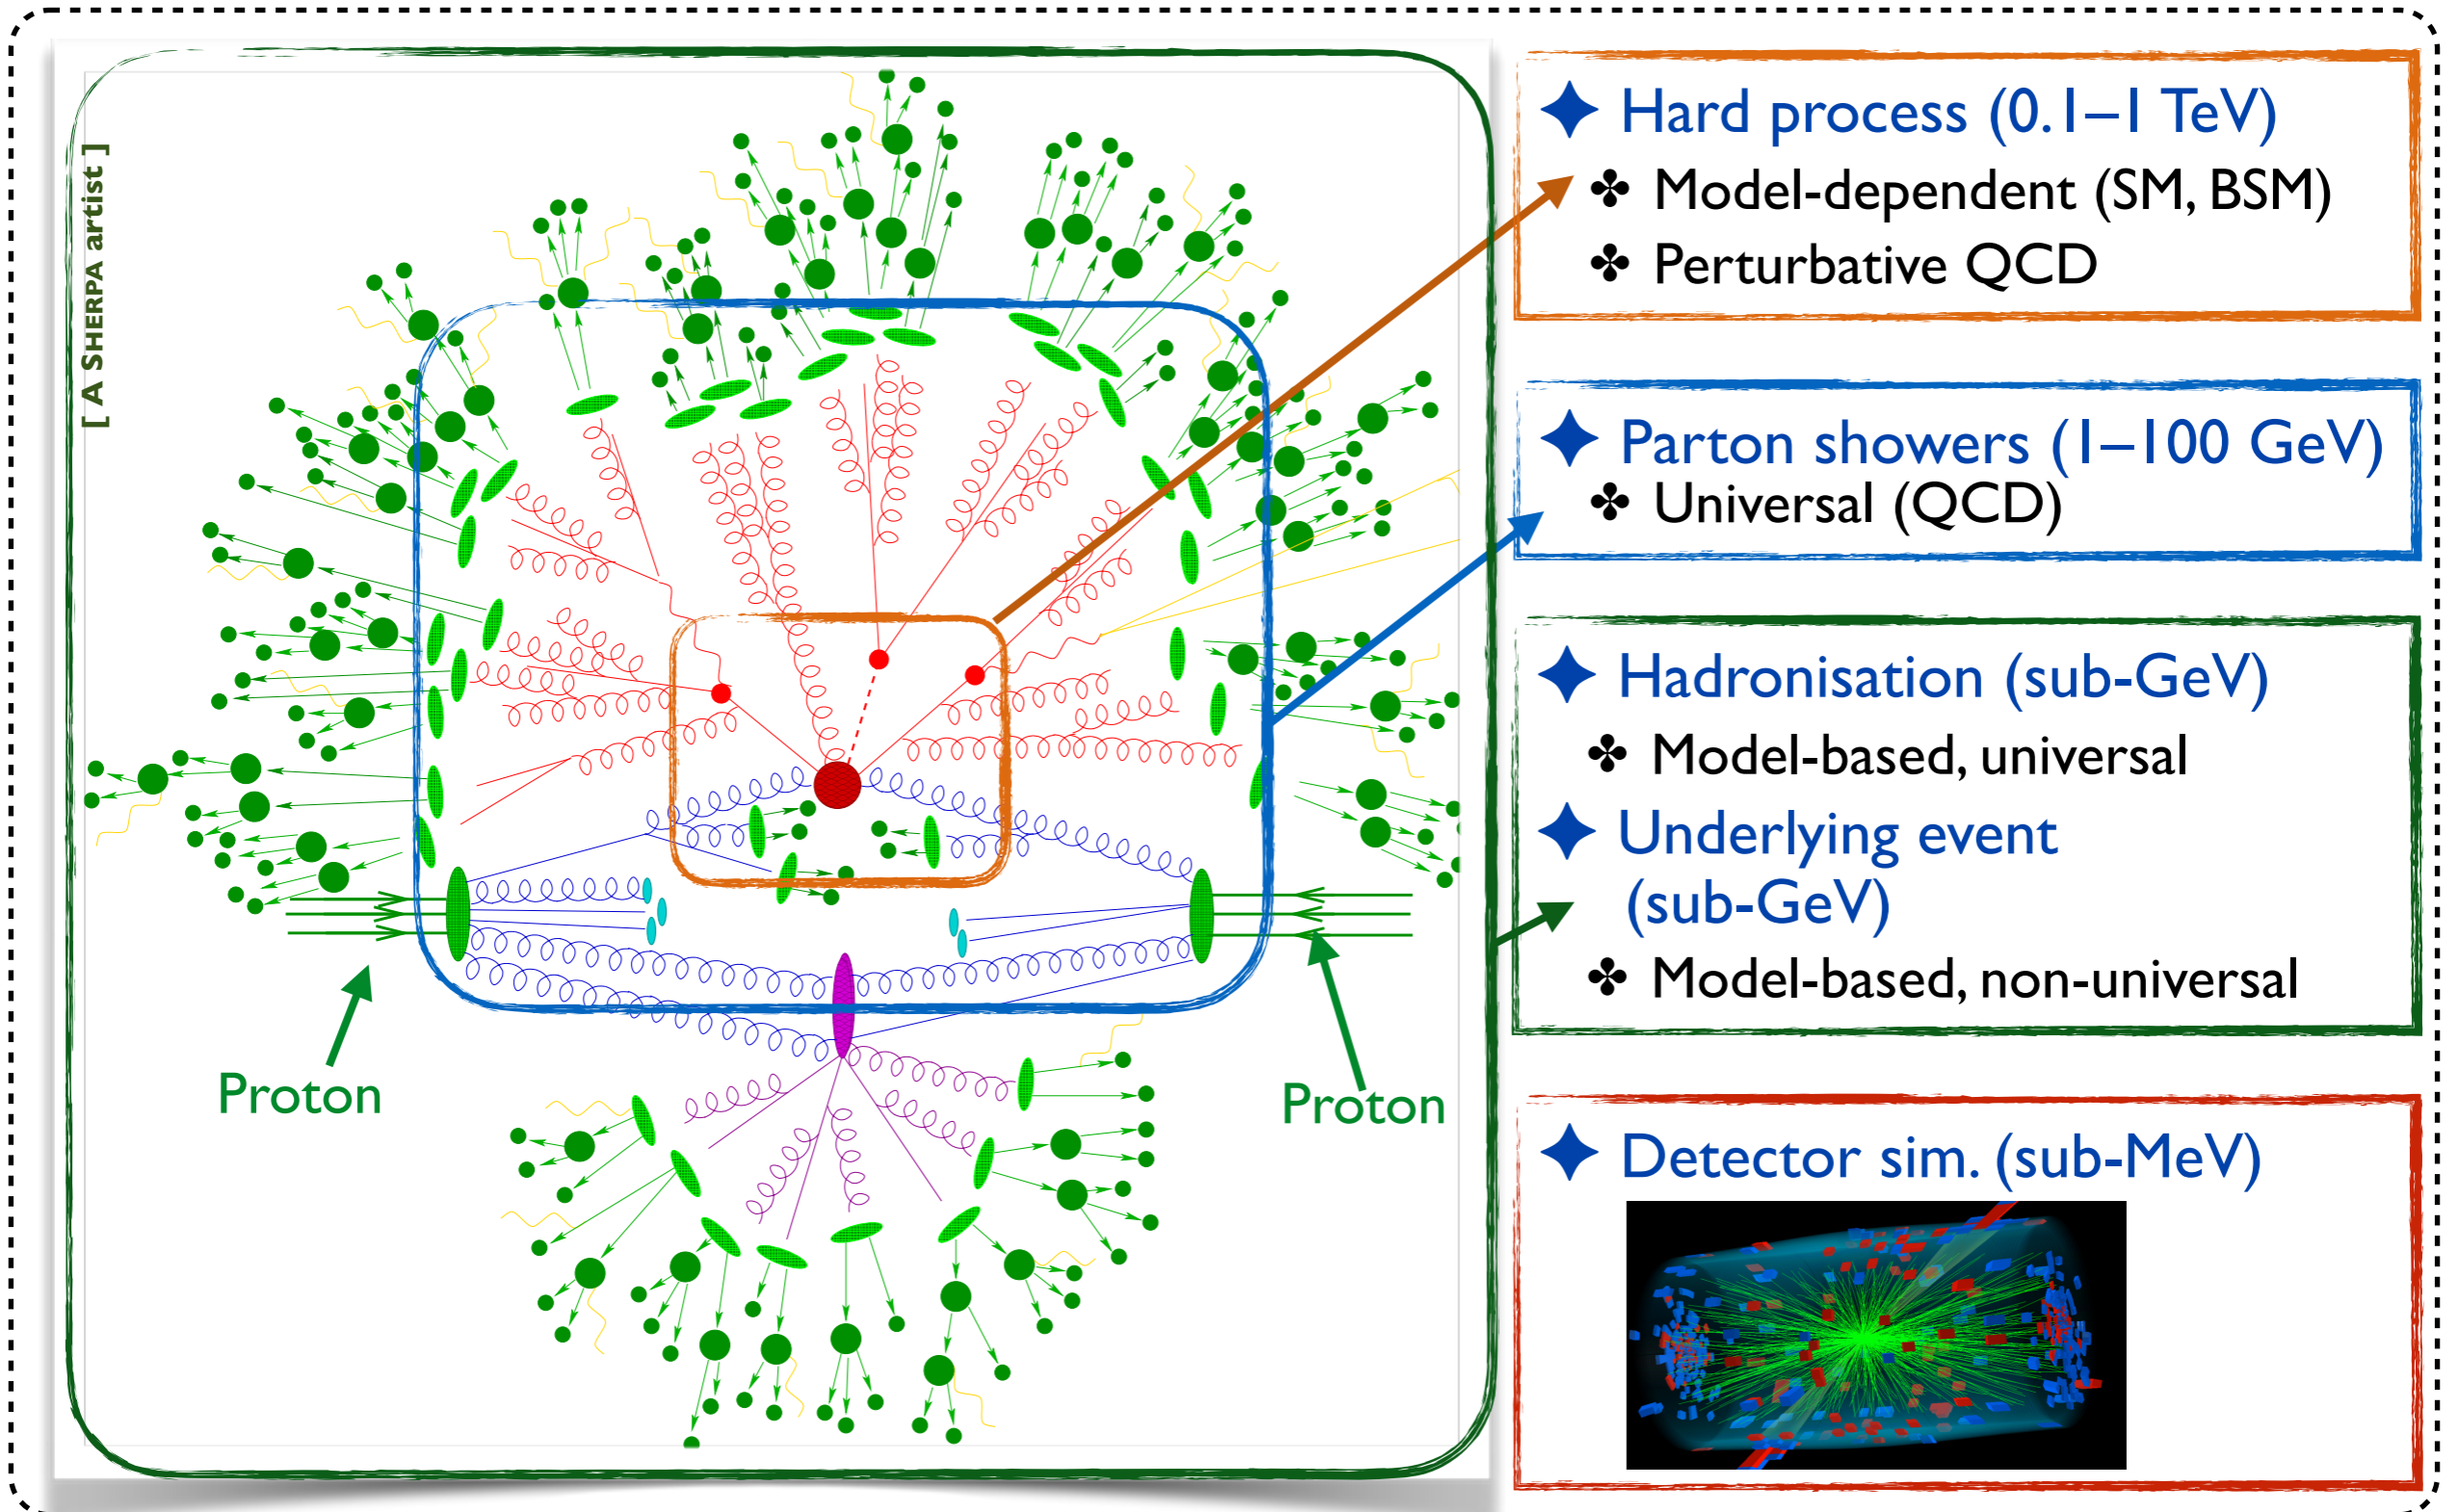 [ A SHERPA artist ]
Proton
Proton
Hard process (0.1–1 TeV)
Model-dependent (SM, BSM)
Perturbative QCD
Parton showers (1–100 GeV)
Universal (QCD)
Hadronisation (sub-GeV)
Model-based, universal
Underlying event
(sub-GeV)
Model-based, non-universal
Detector sim. (sub-MeV)